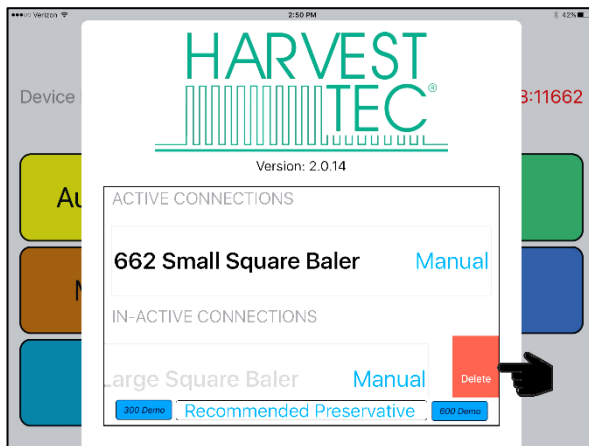 Verizon 2:50 PM 42%
HARVEST
TEC®
Device
3:11662
Version: 2.0.14
Au
ACTIVE CONNECTIONS
662 Small Square Baler Manual
IN-ACTIVE CONNECTIONS
Large Square Baler Manual Delete
300 Demo Recommended Preservative 600 Demo